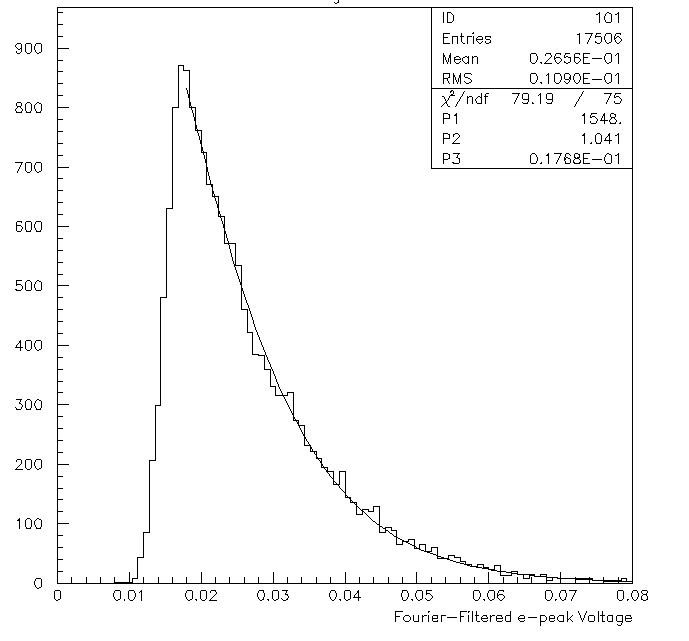 ID 101
Entries 17506
Mean 0.2656E-01
RMS 0.1090E-01
χ²/ndf 79.19 / 75
P1 1548.
P2 1.041
P3 0.1768E-01
900
800
700
600
500
400
300
200
100
0
0 0.01 0.02 0.03 0.04 0.05 0.06 0.07 0.08
Fourier-Filtered e-peak Voltage